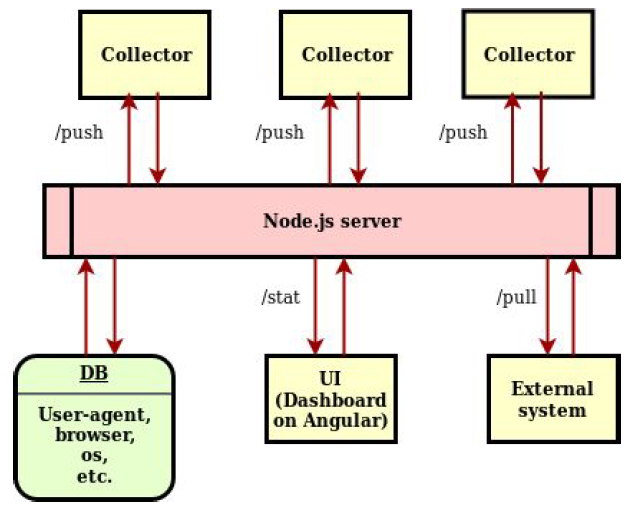 Collector
Collector
Collector
/push
/push
/push
Node.js server
/stat
/pull
DB
User-agent,
browser,
os,
etc.
UI
(Dashboard
on Angular)
External
system